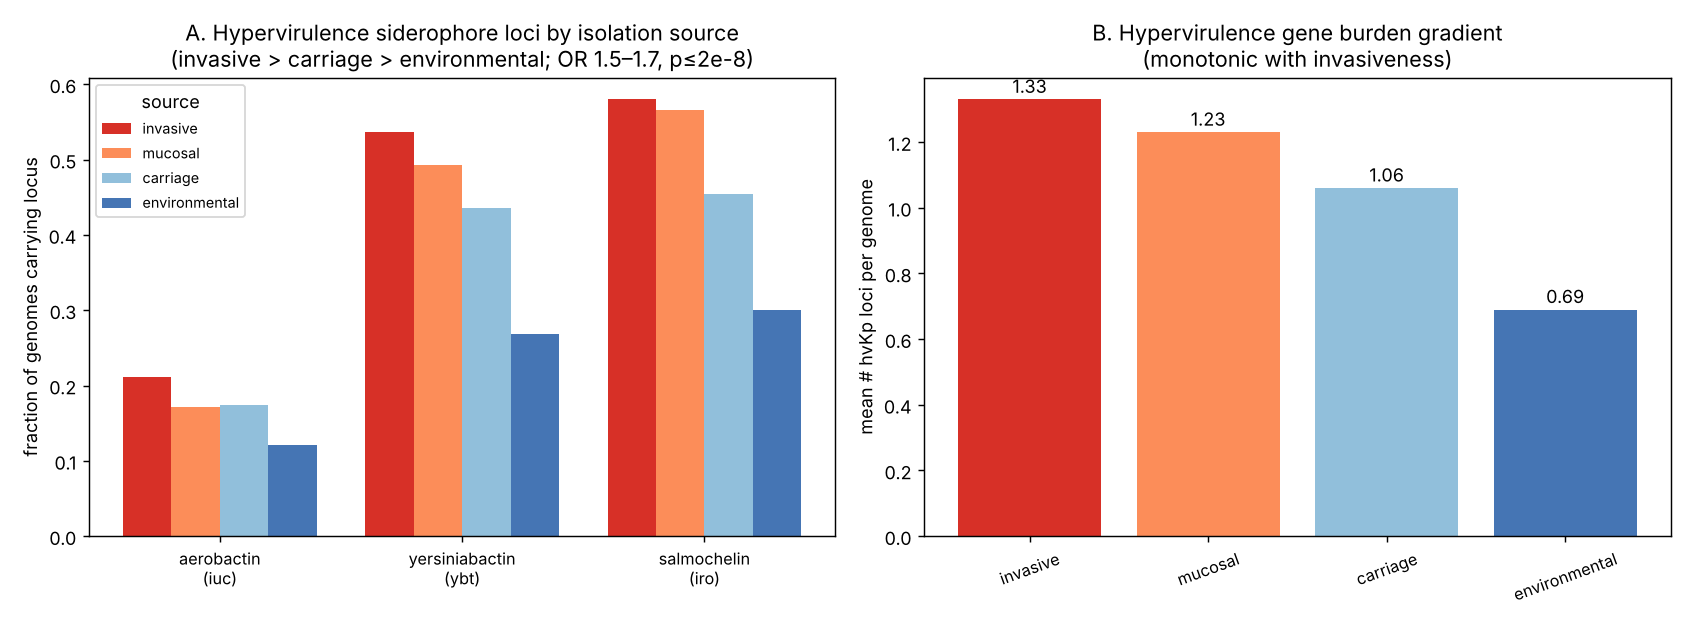 A. Hypervirulence siderophore loci by isolation source
(invasive > carriage > environmental; OR 1.5–1.7, p≤2e-8)
fraction of genomes carrying locus
0.6
0.5
0.4
0.3
0.2
0.1
0.0
source
invasive
mucosal
carriage
environmental
aerobactin
(iuc)
yersiniabactin
(ybt)
salmochelin
(iro)
B. Hypervirulence gene burden gradient
(monotonic with invasiveness)
mean # hvKp loci per genome
1.2
1.0
0.8
0.6
0.4
0.2
0.0
1.33
1.23
1.06
0.69
invasive
mucosal
carriage
environmental